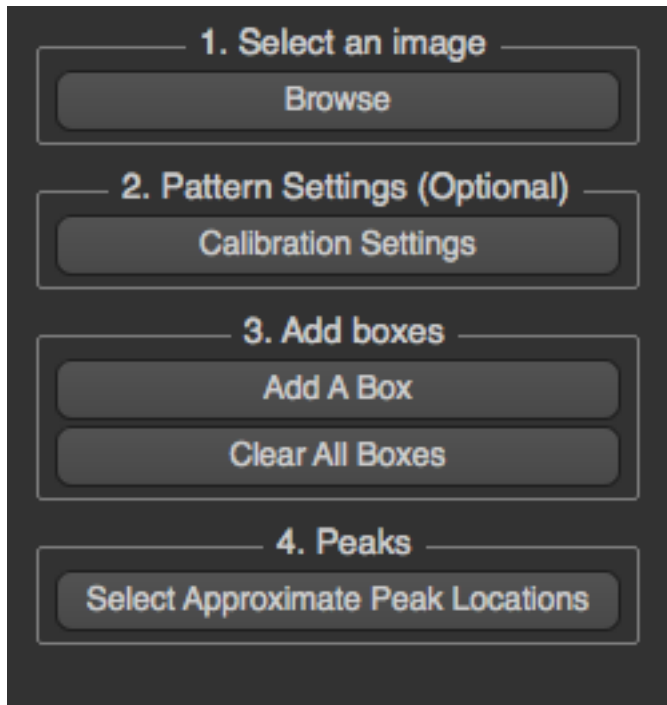 1. Select an image
Browse
2. Pattern Settings (Optional)
Calibration Settings
3. Add boxes
Add A Box
Clear All Boxes
4. Peaks
Select Approximate Peak Locations